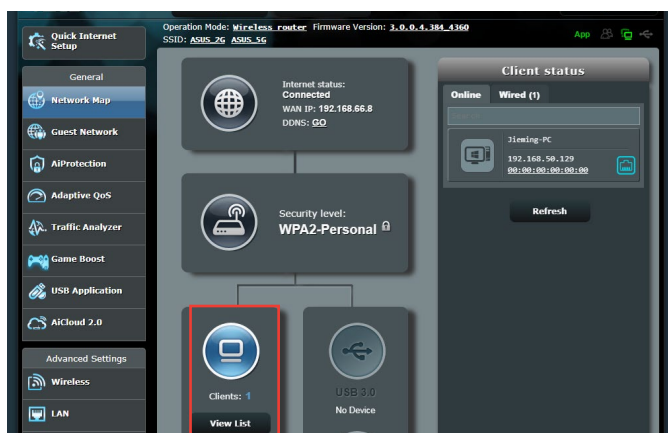 Quick Internet
Setup
Operation Mode: Wireless router Firmware Version: 3.0.0.4.384_4360
SSID: ASUS_2G ASUS_5G
App
General
Network Map
Guest Network
AiProtection
Adaptive QoS
Traffic Analyzer
Game Boost
USB Application
AiCloud 2.0
Advanced Settings
Wireless
LAN
Internet status:
Connected
WAN IP: 192.168.66.8
DDNS: GO
Security level:
WPA2-Personal
Clients: 1
View List
USB 3.0
No Device
Client status
Online Wired (1)
Jieming-PC
192.168.50.129
00:00:00:00:00:00
Refresh